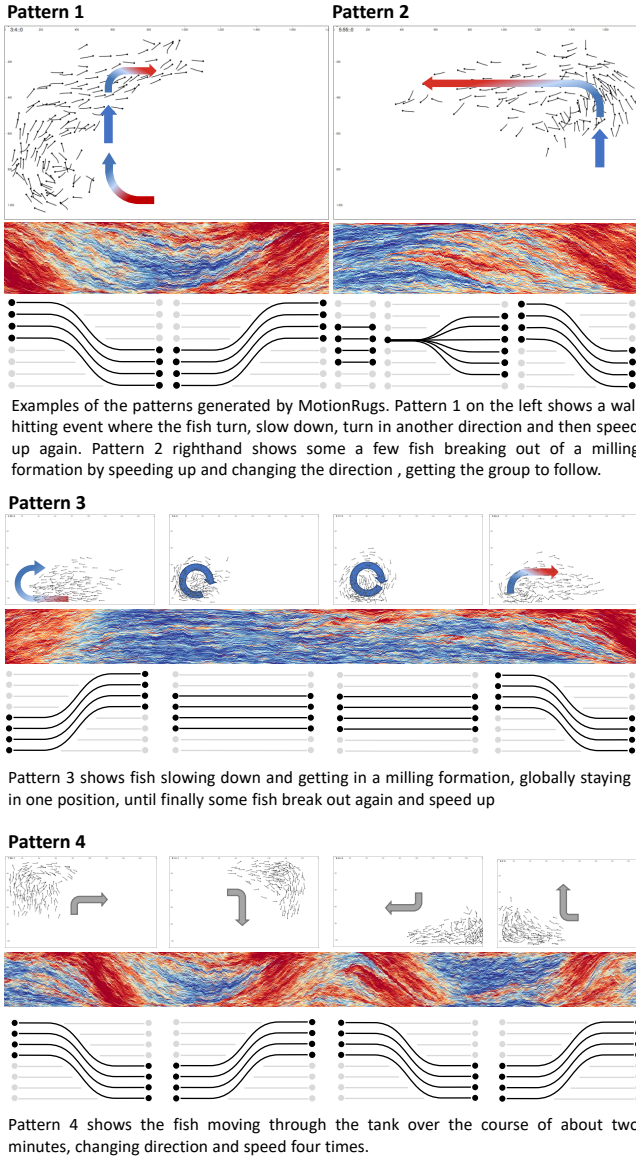 Pattern 1
Pattern 2
Examples of the patterns generated by MotionRugs. Pattern 1 on the left shows a wal
hitting event where the fish turn, slow down, turn in another direction and then speed
up again. Pattern 2 righthand shows some a few fish breaking out of a milling
formation by speeding up and changing the direction , getting the group to follow.
Pattern 3
Pattern 3 shows fish slowing down and getting in a milling formation, globally staying
in one position, until finally some fish break out again and speed up
Pattern 4
Pattern 4 shows the fish moving through the tank over the course of about two
minutes, changing direction and speed four times.